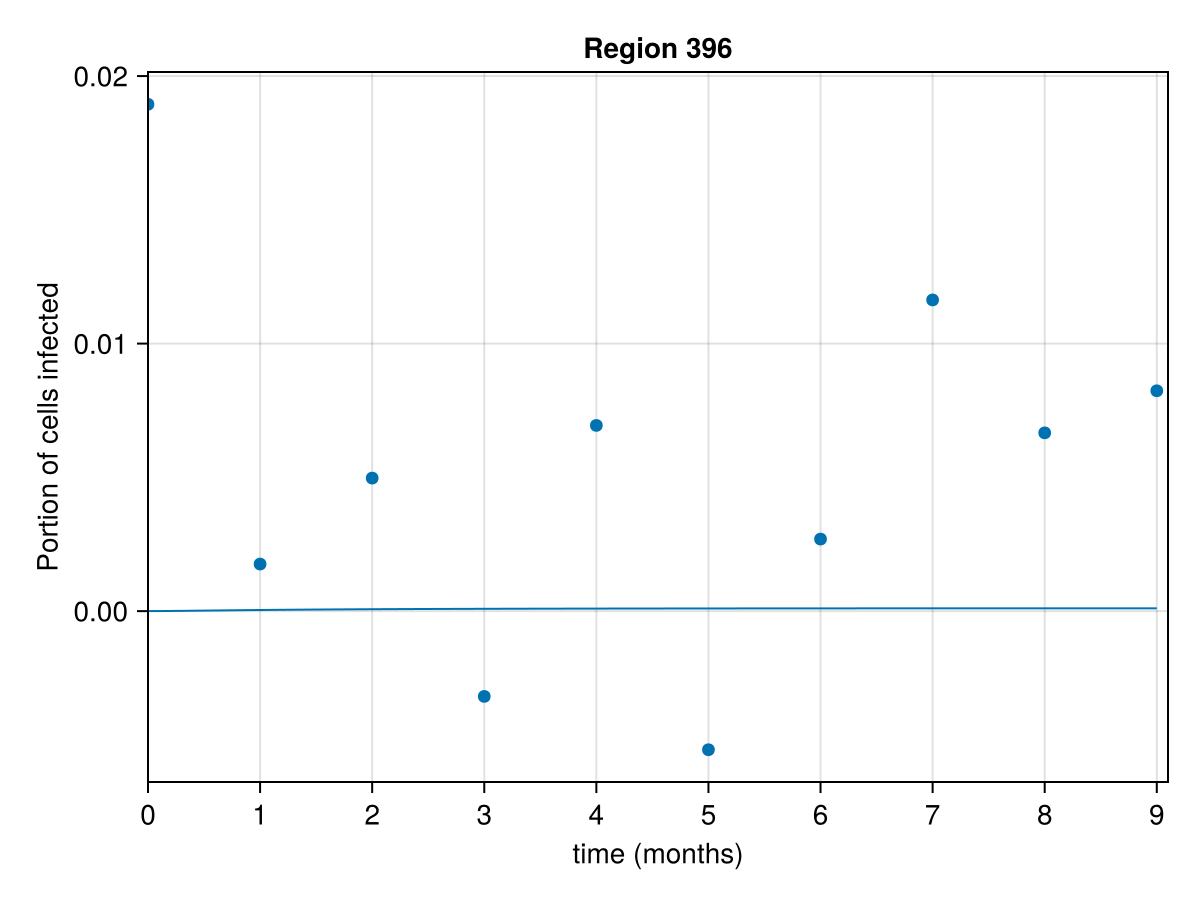 Region 396
Portion of cells infected
0.02
0.01
0.00
0 1 2 3 4 5 6 7 8 9
time (months)